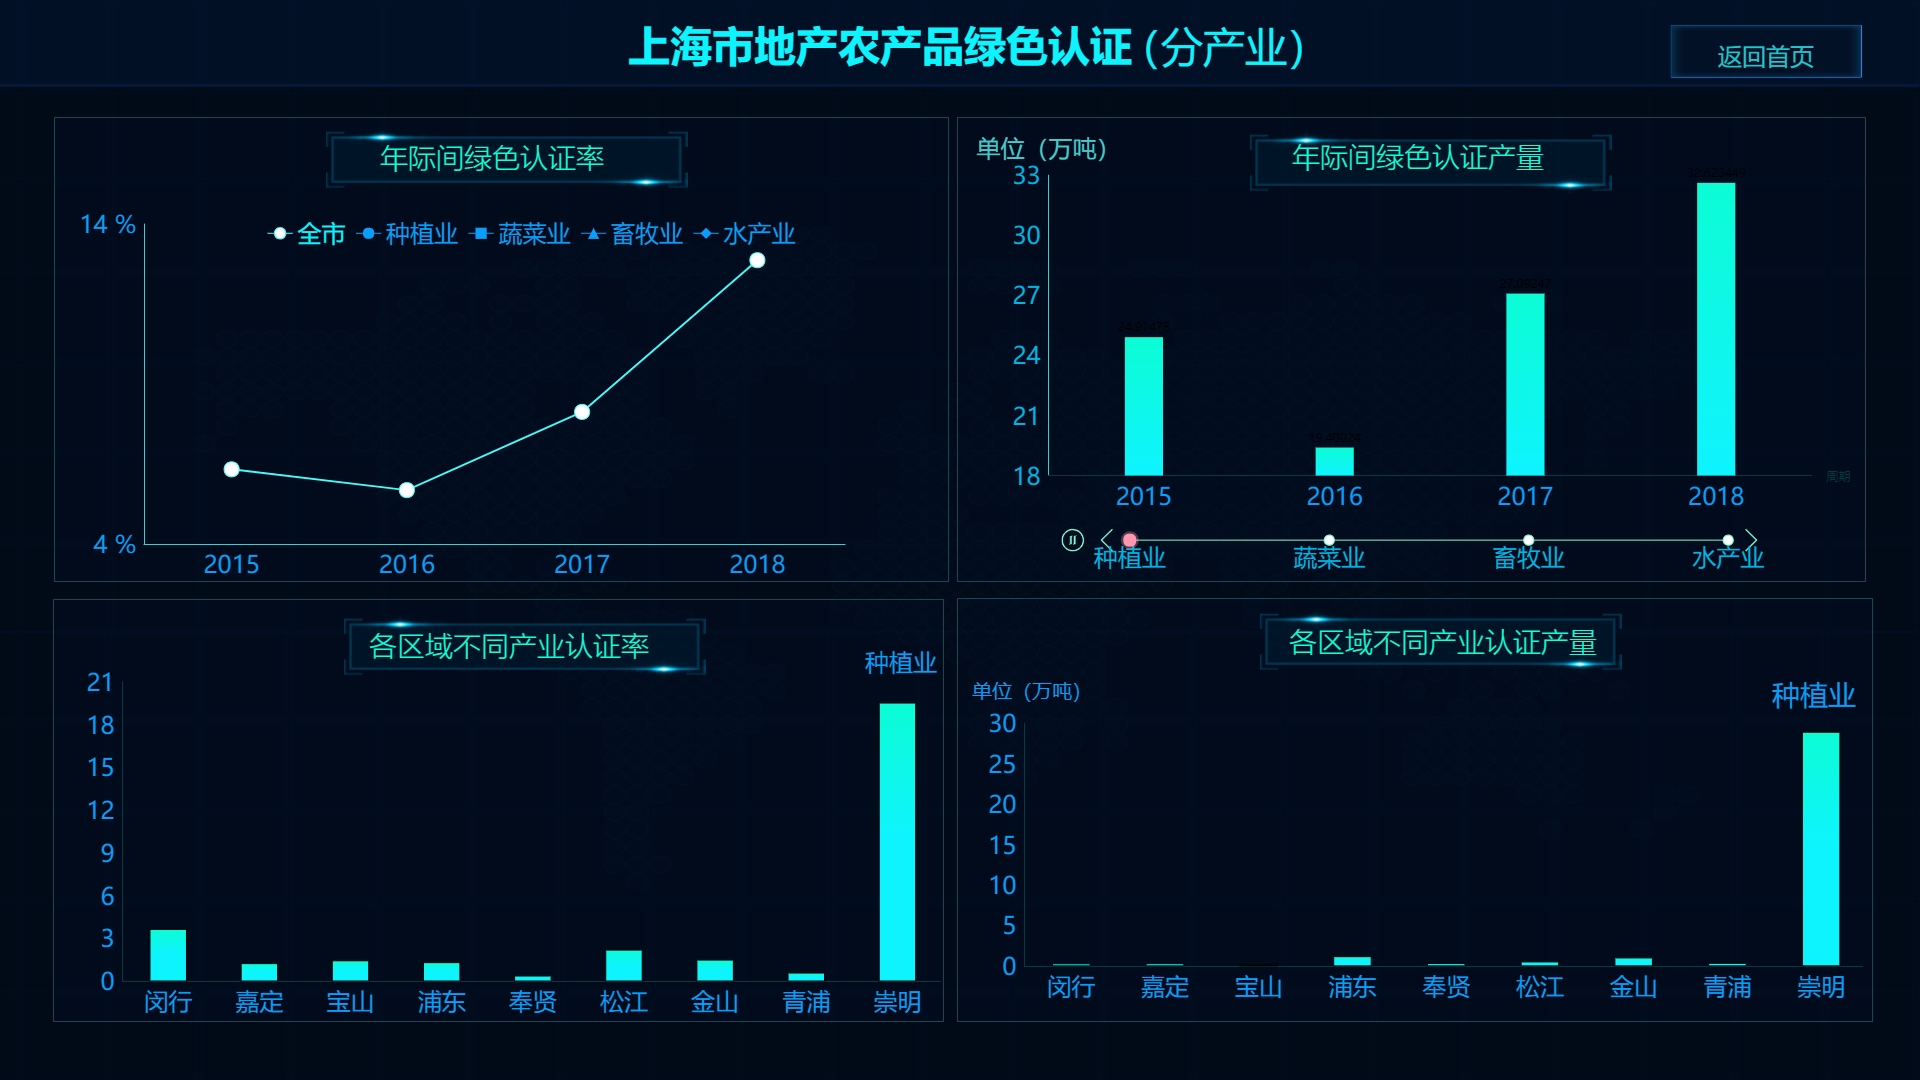 上海市地产农产品绿色认证(分产业)
返回首页
年际间绿色认证率
14 %
全市 种植业 蔬菜业 畜牧业 水产业
4 %
2015 2016 2017 2018
年际间绿色认证产量
单位（万吨）
33
30
27
24
21
18
2015 2016 2017 2018
周期
种植业 蔬菜业 畜牧业 水产业
各区域不同产业认证率
种植业
21
18
15
12
9
6
3
0
闵行 嘉定 宝山 浦东 奉贤 松江 金山 青浦 崇明
各区域不同产业认证产量
单位（万吨）
种植业
30
25
20
15
10
5
0
闵行 嘉定 宝山 浦东 奉贤 松江 金山 青浦 崇明